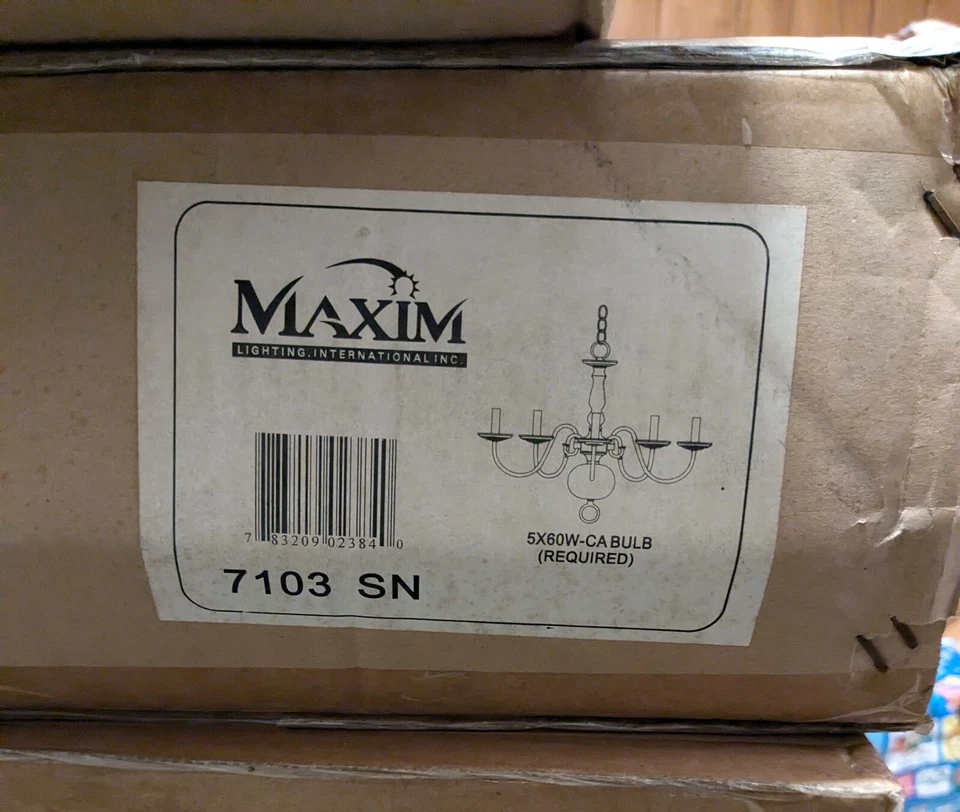 MAXIM
LIGHTING.INTERNATIONAL INC.
7 83209 02384 0
7103 SN
5X60W-CA BULB
(REQUIRED)